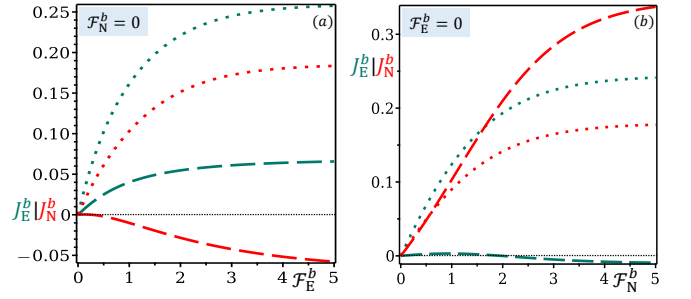 ℱ_N^b = 0
(a)
0.25
0.20
0.15
0.10
0.05
J_E^b|J_N^b
0
−0.05
0 1 2 3 4 5
ℱ_E^b
ℱ_E^b = 0
(b)
0.3
J_E^b|J_N^b
0.2
0.1
0
0 1 2 3 4 5
ℱ_N^b